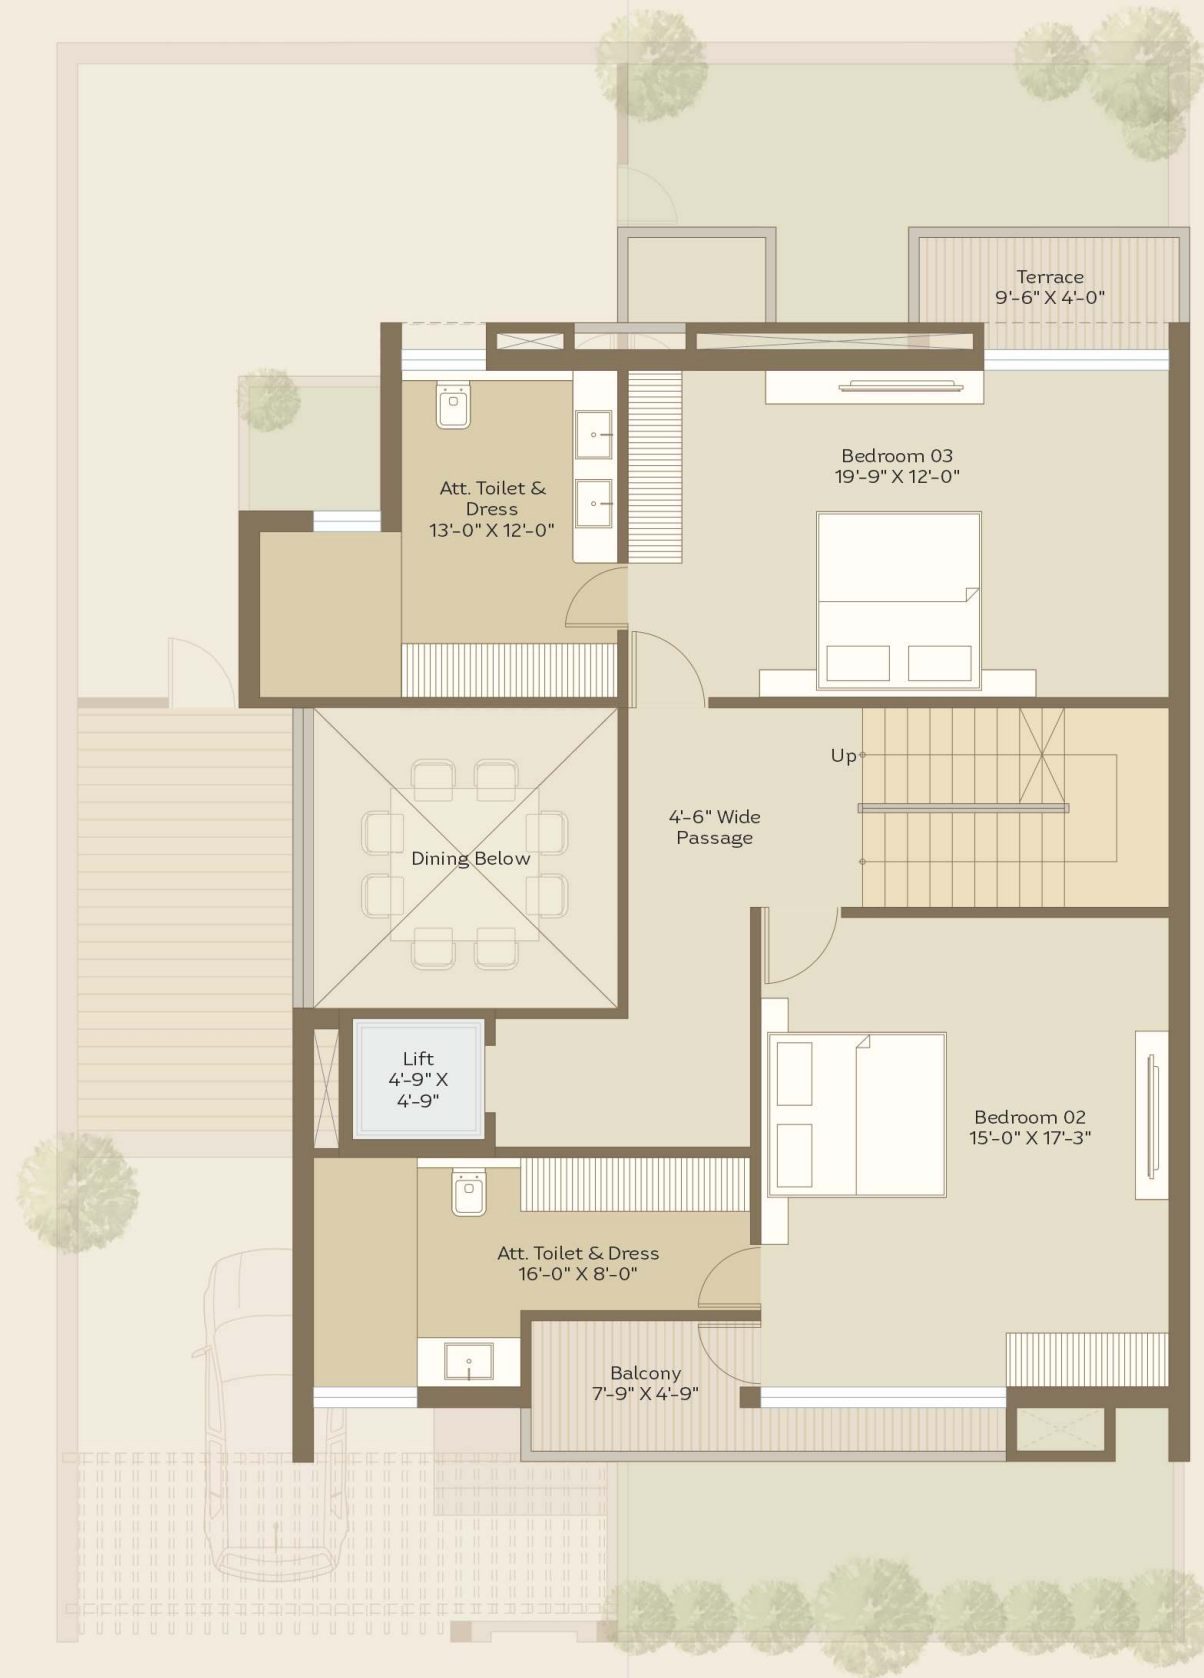 Terrace
9'-6" X 4'-0"
Bedroom 03
19'-9" X 12'-0"
Att. Toilet &
Dress
13'-0" X 12'-0"
Up
4'-6" Wide
Passage
Dining Below
Lift
4'-9" X
4'-9"
Bedroom 02
15'-0" X 17'-3"
Att. Toilet & Dress
16'-0" X 8'-0"
Balcony
7'-9" X 4'-9"